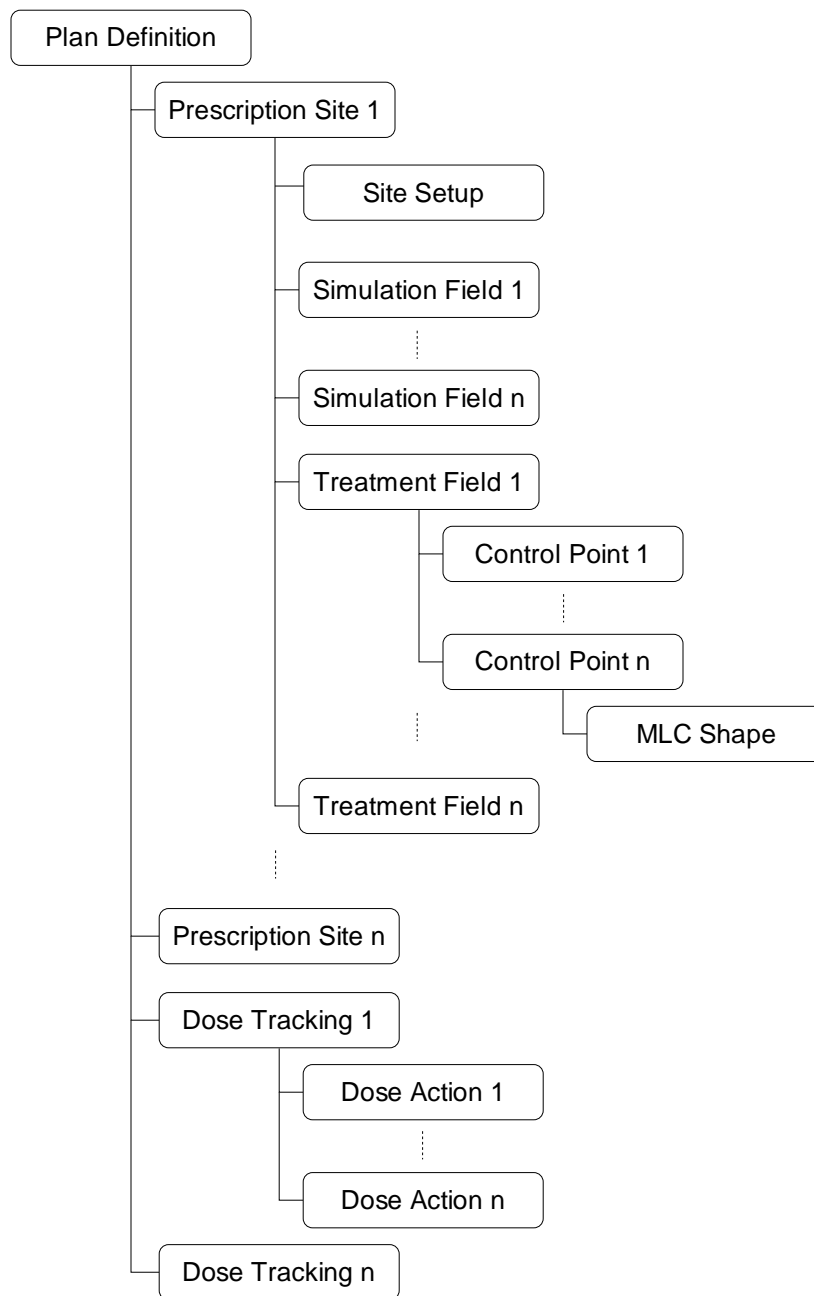 Plan Definition
Prescription Site 1
Site Setup
Simulation Field 1
Simulation Field n
Treatment Field 1
Control Point 1
Control Point n
MLC Shape
Treatment Field n
Prescription Site n
Dose Tracking 1
Dose Action 1
Dose Action n
Dose Tracking n